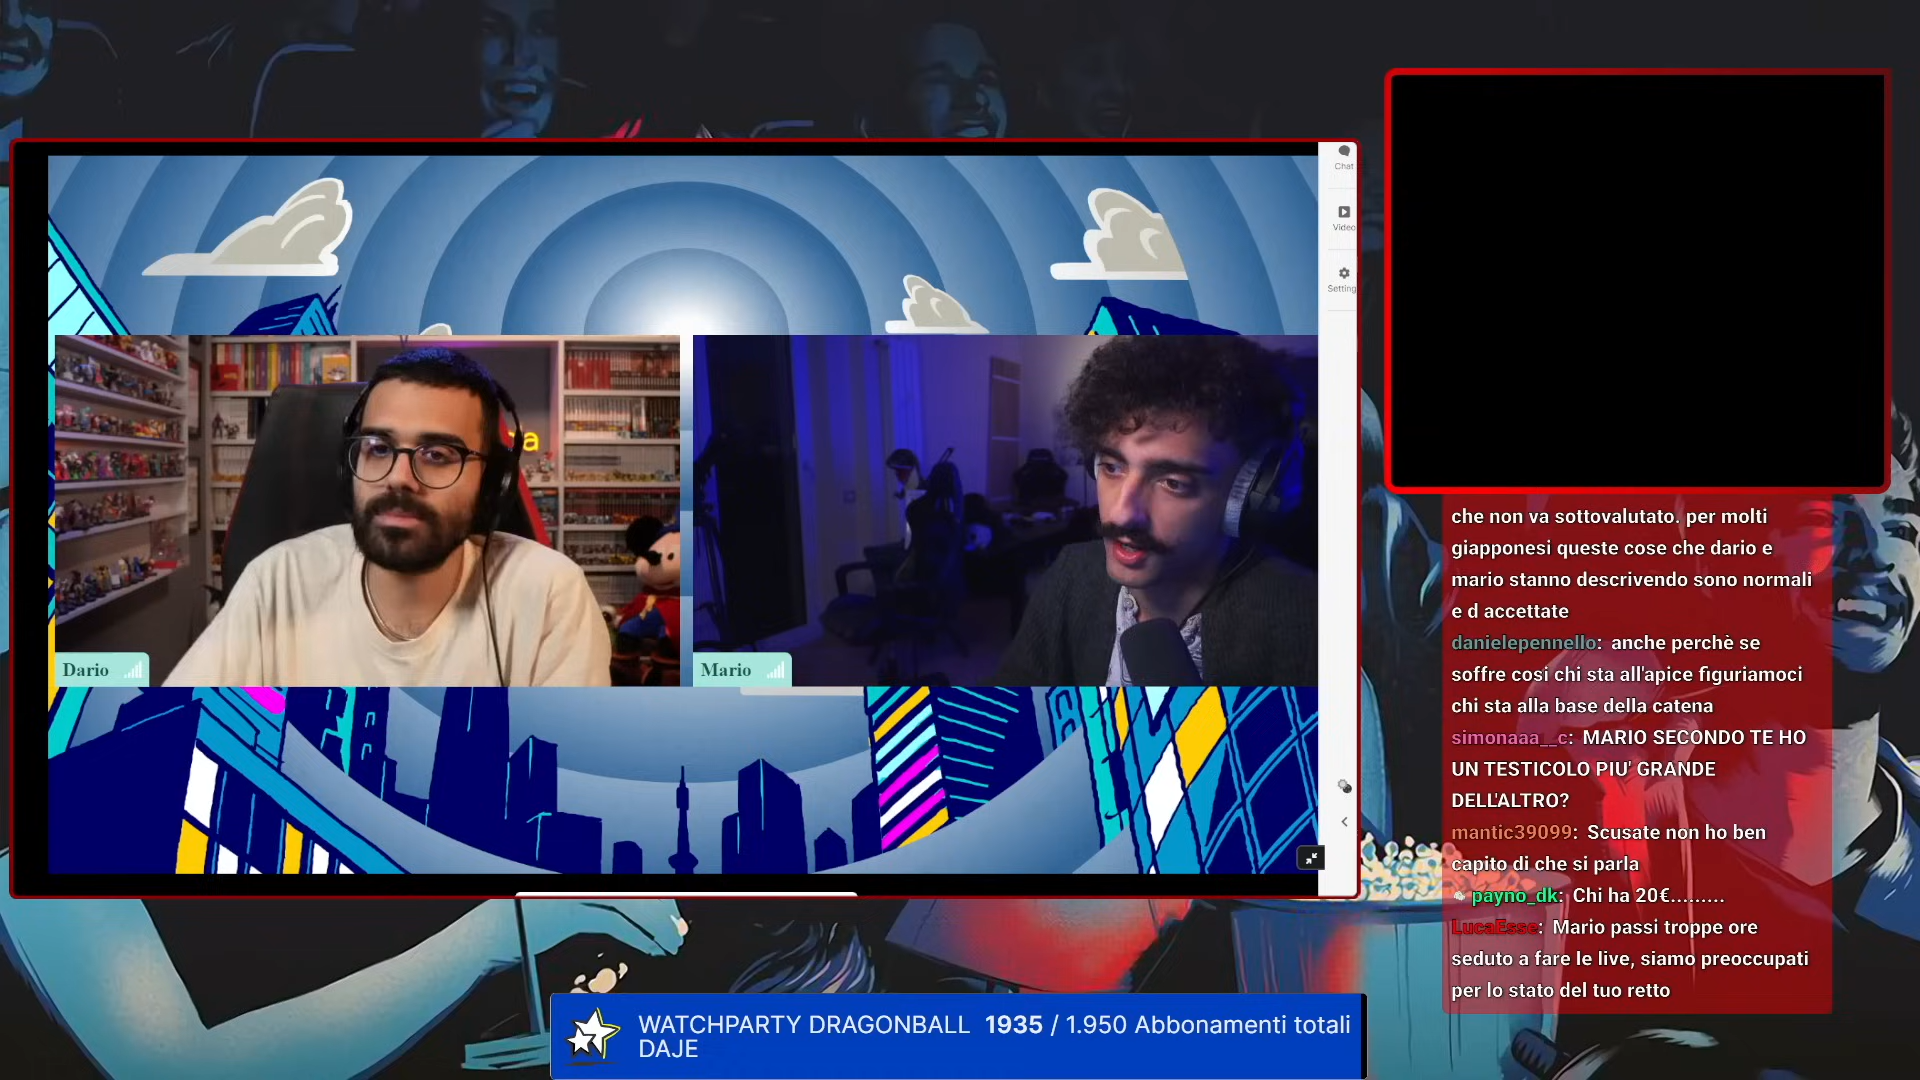 Chat
Video
Setting
a
Dario
Mario
che non va sottovalutato. per molti
giapponesi queste cose che dario e
mario stanno descrivendo sono normali
e d accettate
danielepennello: anche perchè se
soffre cosi chi sta all'apice figuriamoci
chi sta alla base della catena
simonaaa__c: MARIO SECONDO TE HO
UN TESTICOLO PIU' GRANDE
DELL'ALTRO?
mantic39099: Scusate non ho ben
capito di che si parla
payno_dk: Chi ha 20€.........
LucaEsse: Mario passi troppe ore
seduto a fare le live, siamo preoccupati
per lo stato del tuo retto
WATCHPARTY DRAGONBALL 1935 / 1.950 Abbonamenti totali
DAJE